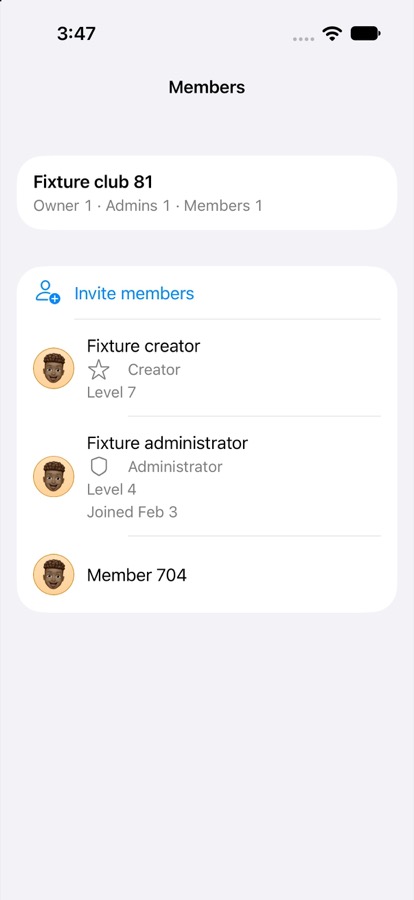 3:47
Members
Fixture club 81
Owner 1 · Admins 1 · Members 1
Invite members
Fixture creator
Creator
Level 7
Fixture administrator
Administrator
Level 4
Joined Feb 3
Member 704